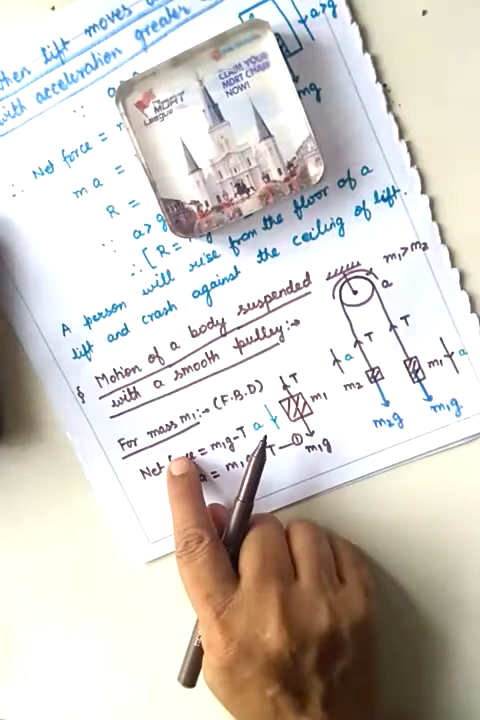 when lift moves
with acceleration greater
a>g
∴ Net force =
mg
ma =
R =
∵ a>g
∴ [R =
A person will rise from the floor of a
lift and crash against the ceiling of lift.
The
MDRT
League
CLAIM YOUR
MDRT CHAIR
NOW!
§ Motion of a body suspended
with a smooth pulley:→
m₁>m₂
a
T
T
a
m₂
m₁
a
m₂g
m₁g
For mass m₁:→ (F.B.D)
T
m₁
a
m₁g
Net = m₁g-T
a = T —①